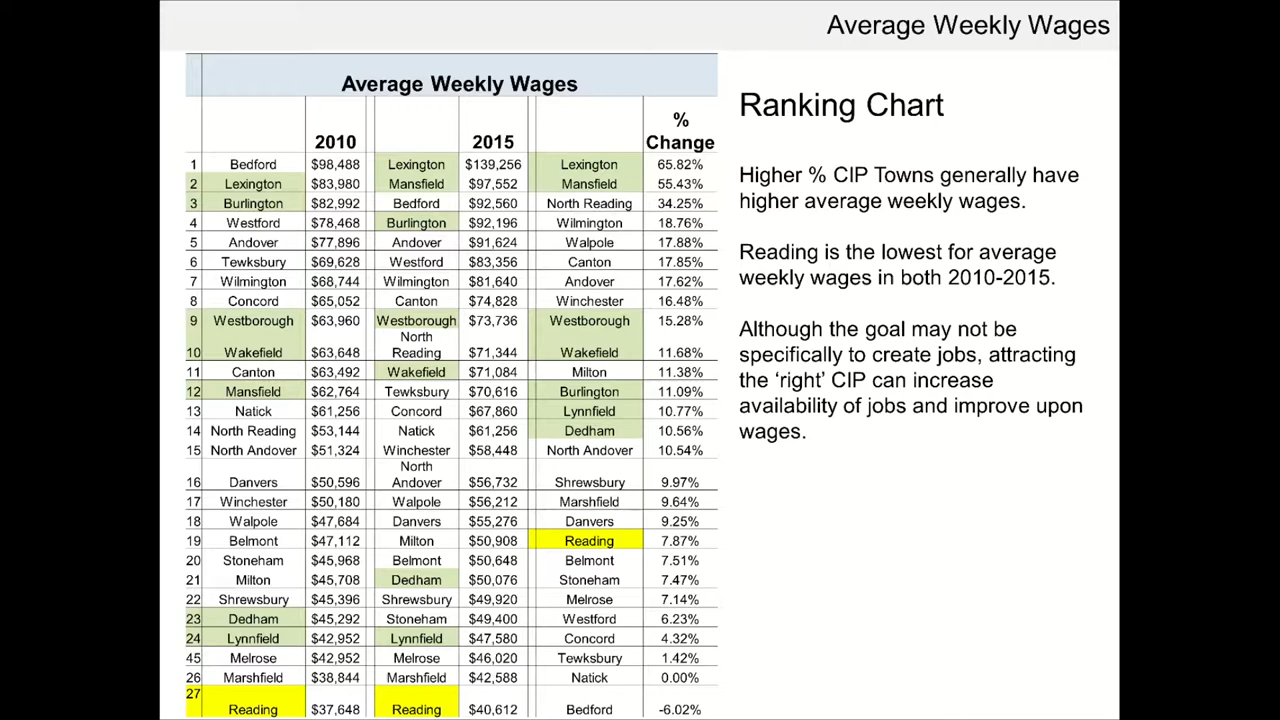 Average Weekly Wages
Average Weekly Wages
2010 2015 % Change
1 Bedford $98,488 Lexington $139,256 Lexington 65.82%
2 Lexington $83,980 Mansfield $97,552 Mansfield 55.43%
3 Burlington $82,992 Bedford $92,560 North Reading 34.25%
4 Westford $78,468 Burlington $92,196 Wilmington 18.76%
5 Andover $77,896 Andover $91,624 Walpole 17.88%
6 Tewksbury $69,628 Westford $83,356 Canton 17.85%
7 Wilmington $68,744 Wilmington $81,640 Andover 17.62%
8 Concord $65,052 Canton $74,828 Winchester 16.48%
9 Westborough $63,960 Westborough $73,736 Westborough 15.28%
10 Wakefield $63,648 North Reading $71,344 Wakefield 11.68%
11 Canton $63,492 Wakefield $71,084 Milton 11.38%
12 Mansfield $62,764 Tewksbury $70,616 Burlington 11.09%
13 Natick $61,256 Concord $67,860 Lynnfield 10.77%
14 North Reading $53,144 Natick $61,256 Dedham 10.56%
15 North Andover $51,324 Winchester $58,448 North Andover 10.54%
16 Danvers $50,596 North Andover $56,732 Shrewsbury 9.97%
17 Winchester $50,180 Walpole $56,212 Marshfield 9.64%
18 Walpole $47,684 Danvers $55,276 Danvers 9.25%
19 Belmont $47,112 Milton $50,908 Reading 7.87%
20 Stoneham $45,968 Belmont $50,648 Belmont 7.51%
21 Milton $45,708 Dedham $50,076 Stoneham 7.47%
22 Shrewsbury $45,396 Shrewsbury $49,920 Melrose 7.14%
23 Dedham $45,292 Stoneham $49,400 Westford 6.23%
24 Lynnfield $42,952 Lynnfield $47,580 Concord 4.32%
45 Melrose $42,952 Melrose $46,020 Tewksbury 1.42%
26 Marshfield $38,844 Marshfield $42,588 Natick 0.00%
27 Reading $37,648 Reading $40,612 Bedford -6.02%
Ranking Chart
Higher % CIP Towns generally have
higher average weekly wages.
Reading is the lowest for average
weekly wages in both 2010-2015.
Although the goal may not be
specifically to create jobs, attracting
the ‘right’ CIP can increase
availability of jobs and improve upon
wages.